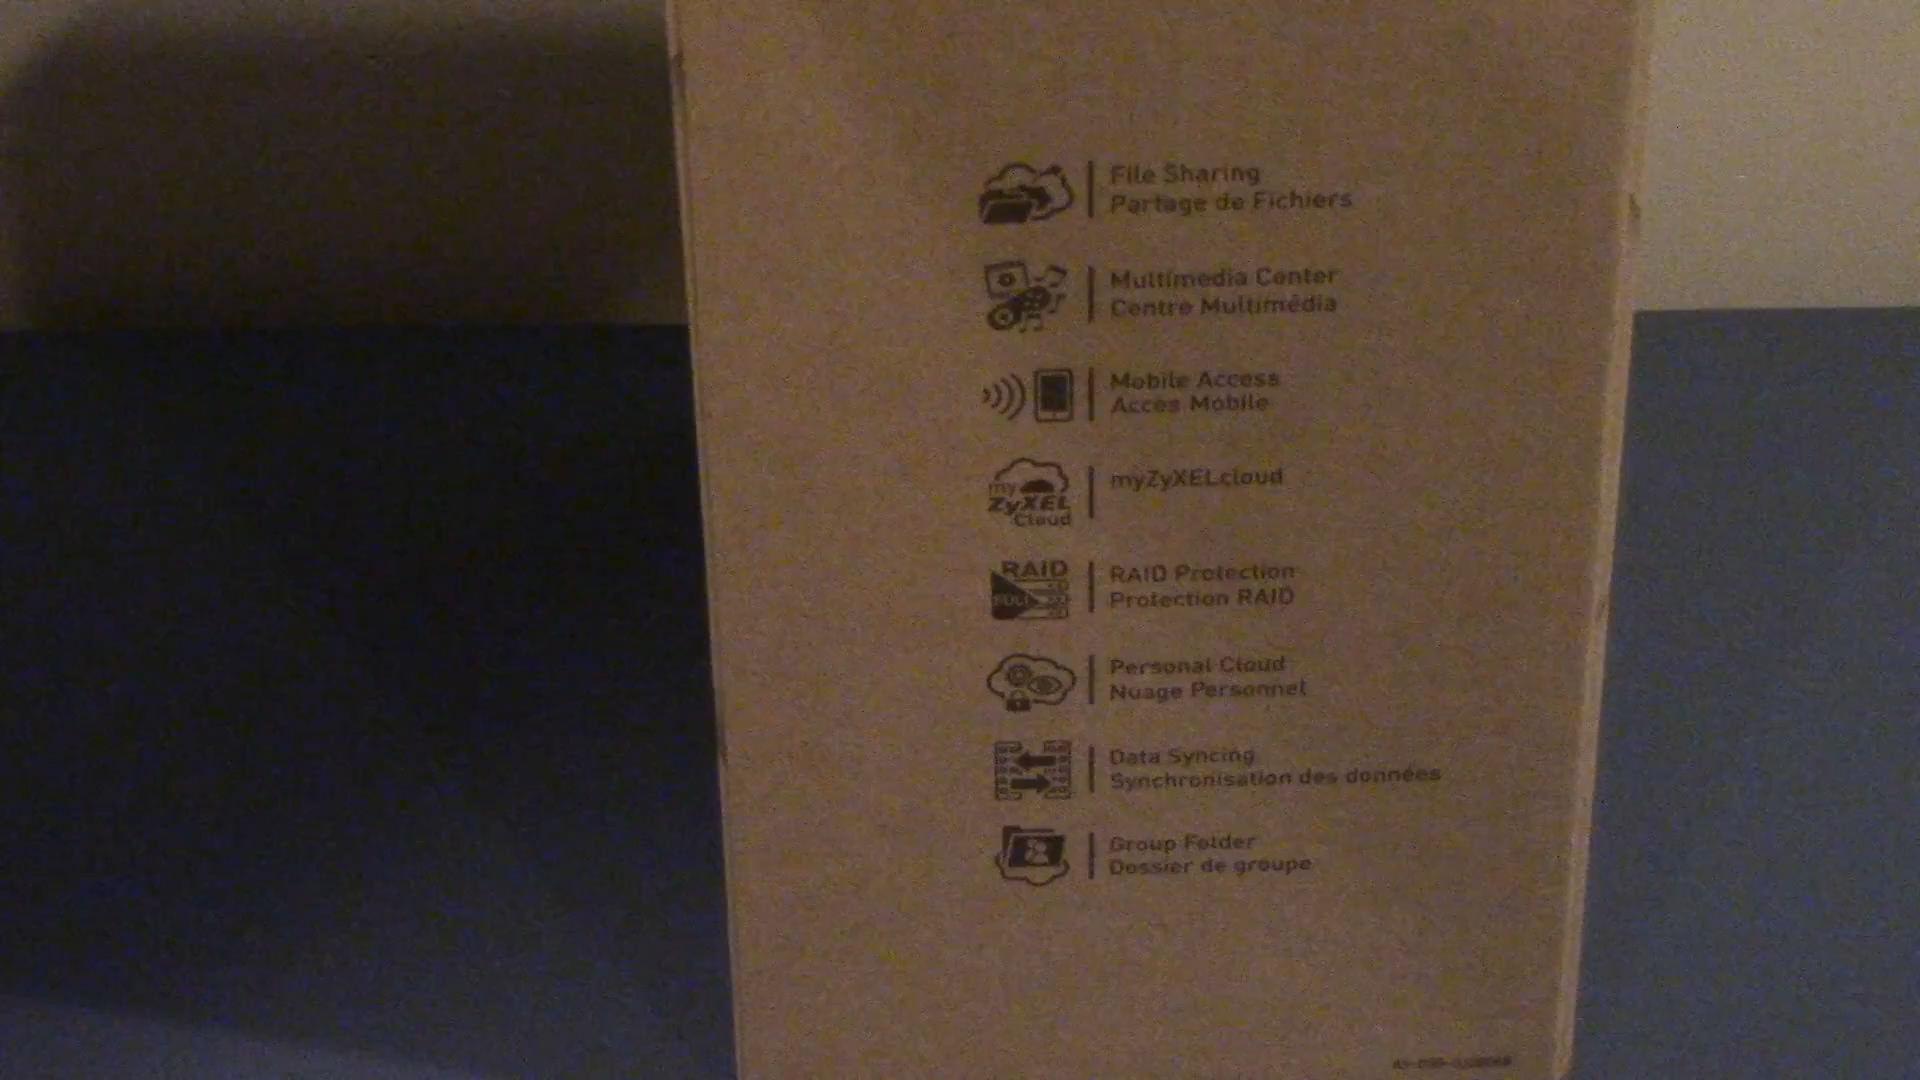 File Sharing
Partage de Fichiers
Multimedia Center
Centre Multimédia
Mobile Access
Accès Mobile
my
ZyXEL
Cloud
myZyXELcloud
RAID
RAID Protection
Protection RAID
Personal Cloud
Nuage Personnel
Data Syncing
Synchronisation des données
Group Folder
Dossier de groupe